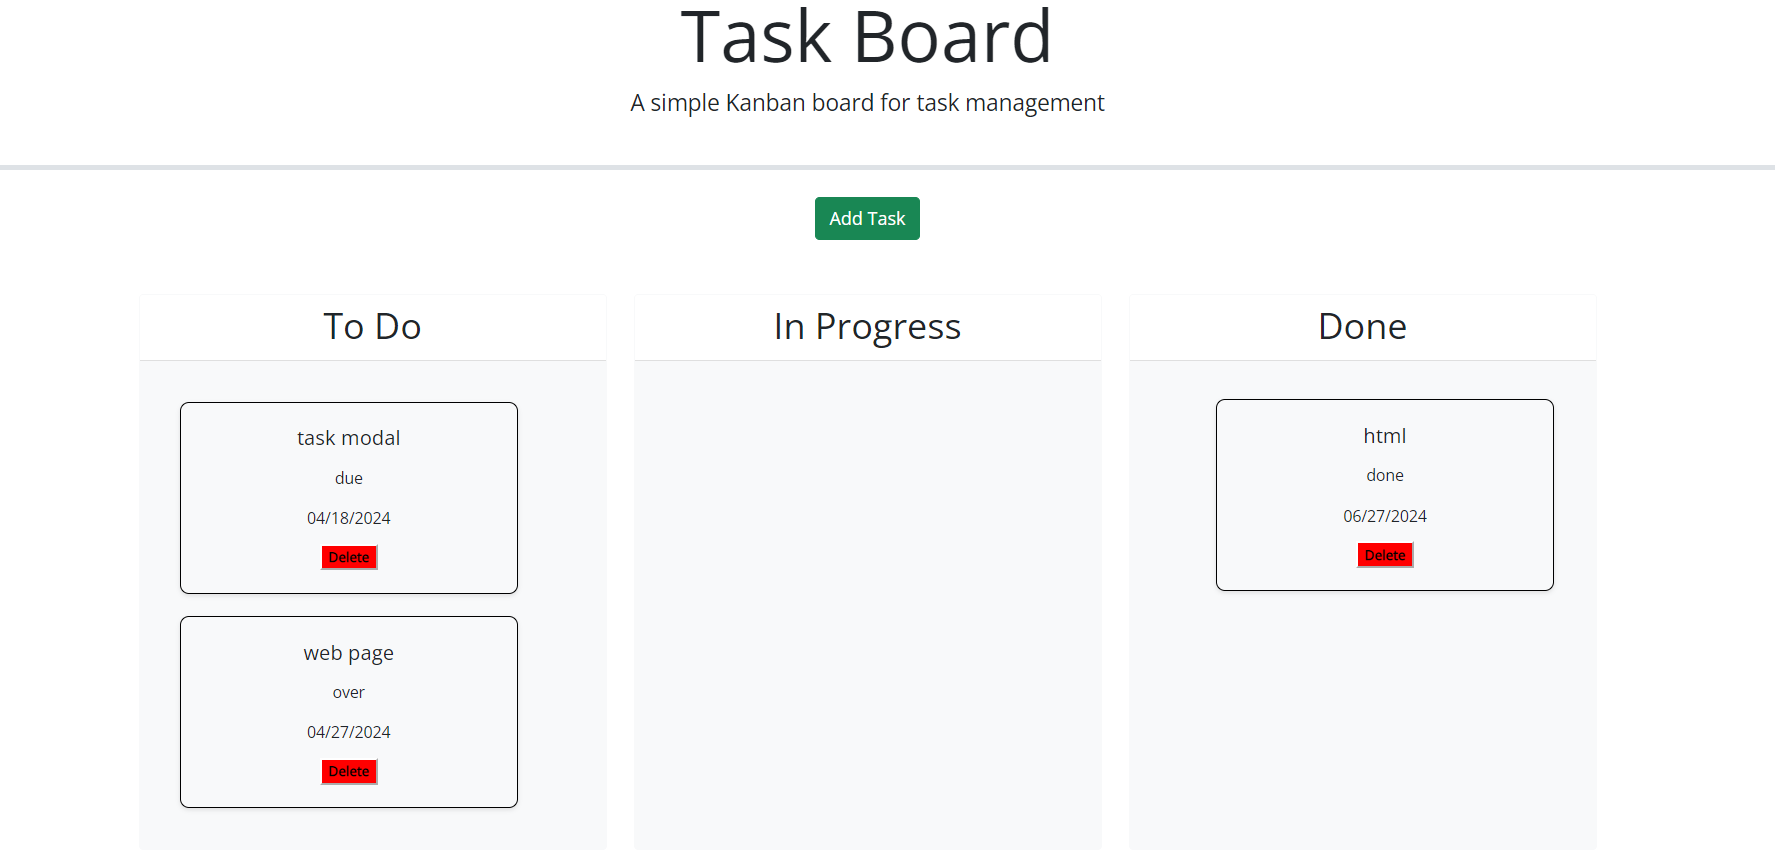 Task Board
A simple Kanban board for task management
Add Task
To Do
task modal
due
04/18/2024
Delete
web page
over
04/27/2024
Delete
In Progress
Done
html
done
06/27/2024
Delete